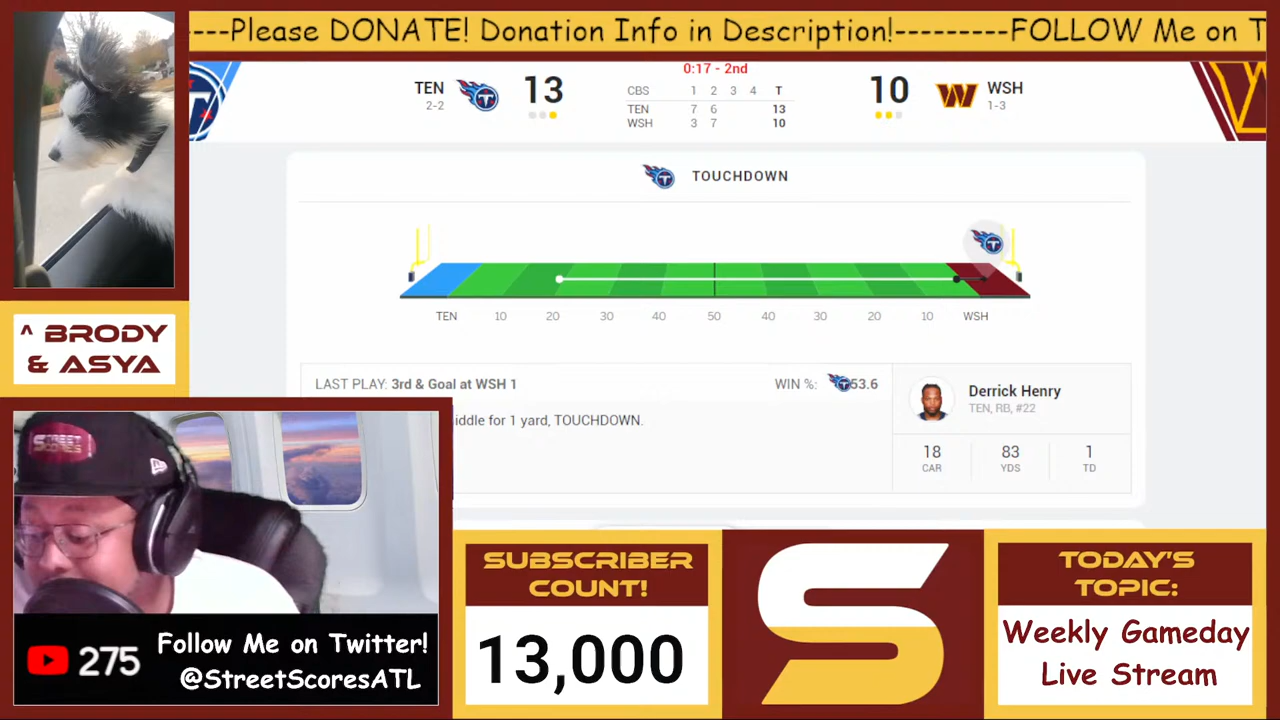 ----Please DONATE! Donation Info in Description!---------FOLLOW Me on T
TEN
2-2
13
0:17 - 2nd
CBS 1 2 3 4 T
TEN 7 6 13
WSH 3 7 10
10
WSH
1-3
TOUCHDOWN
TEN 10 20 30 40 50 40 30 20 10 WSH
LAST PLAY: 3rd & Goal at WSH 1
WIN %: 53.6
iddle for 1 yard, TOUCHDOWN.
Derrick Henry
TEN, RB, #22
18 83 1
CAR YDS TD
^ BRODY
& ASYA
STREET
SCORES
275
Follow Me on Twitter!
@StreetScoresATL
SUBSCRIBER
COUNT!
13,000
S
TODAY'S
TOPIC:
Weekly Gameday
Live Stream